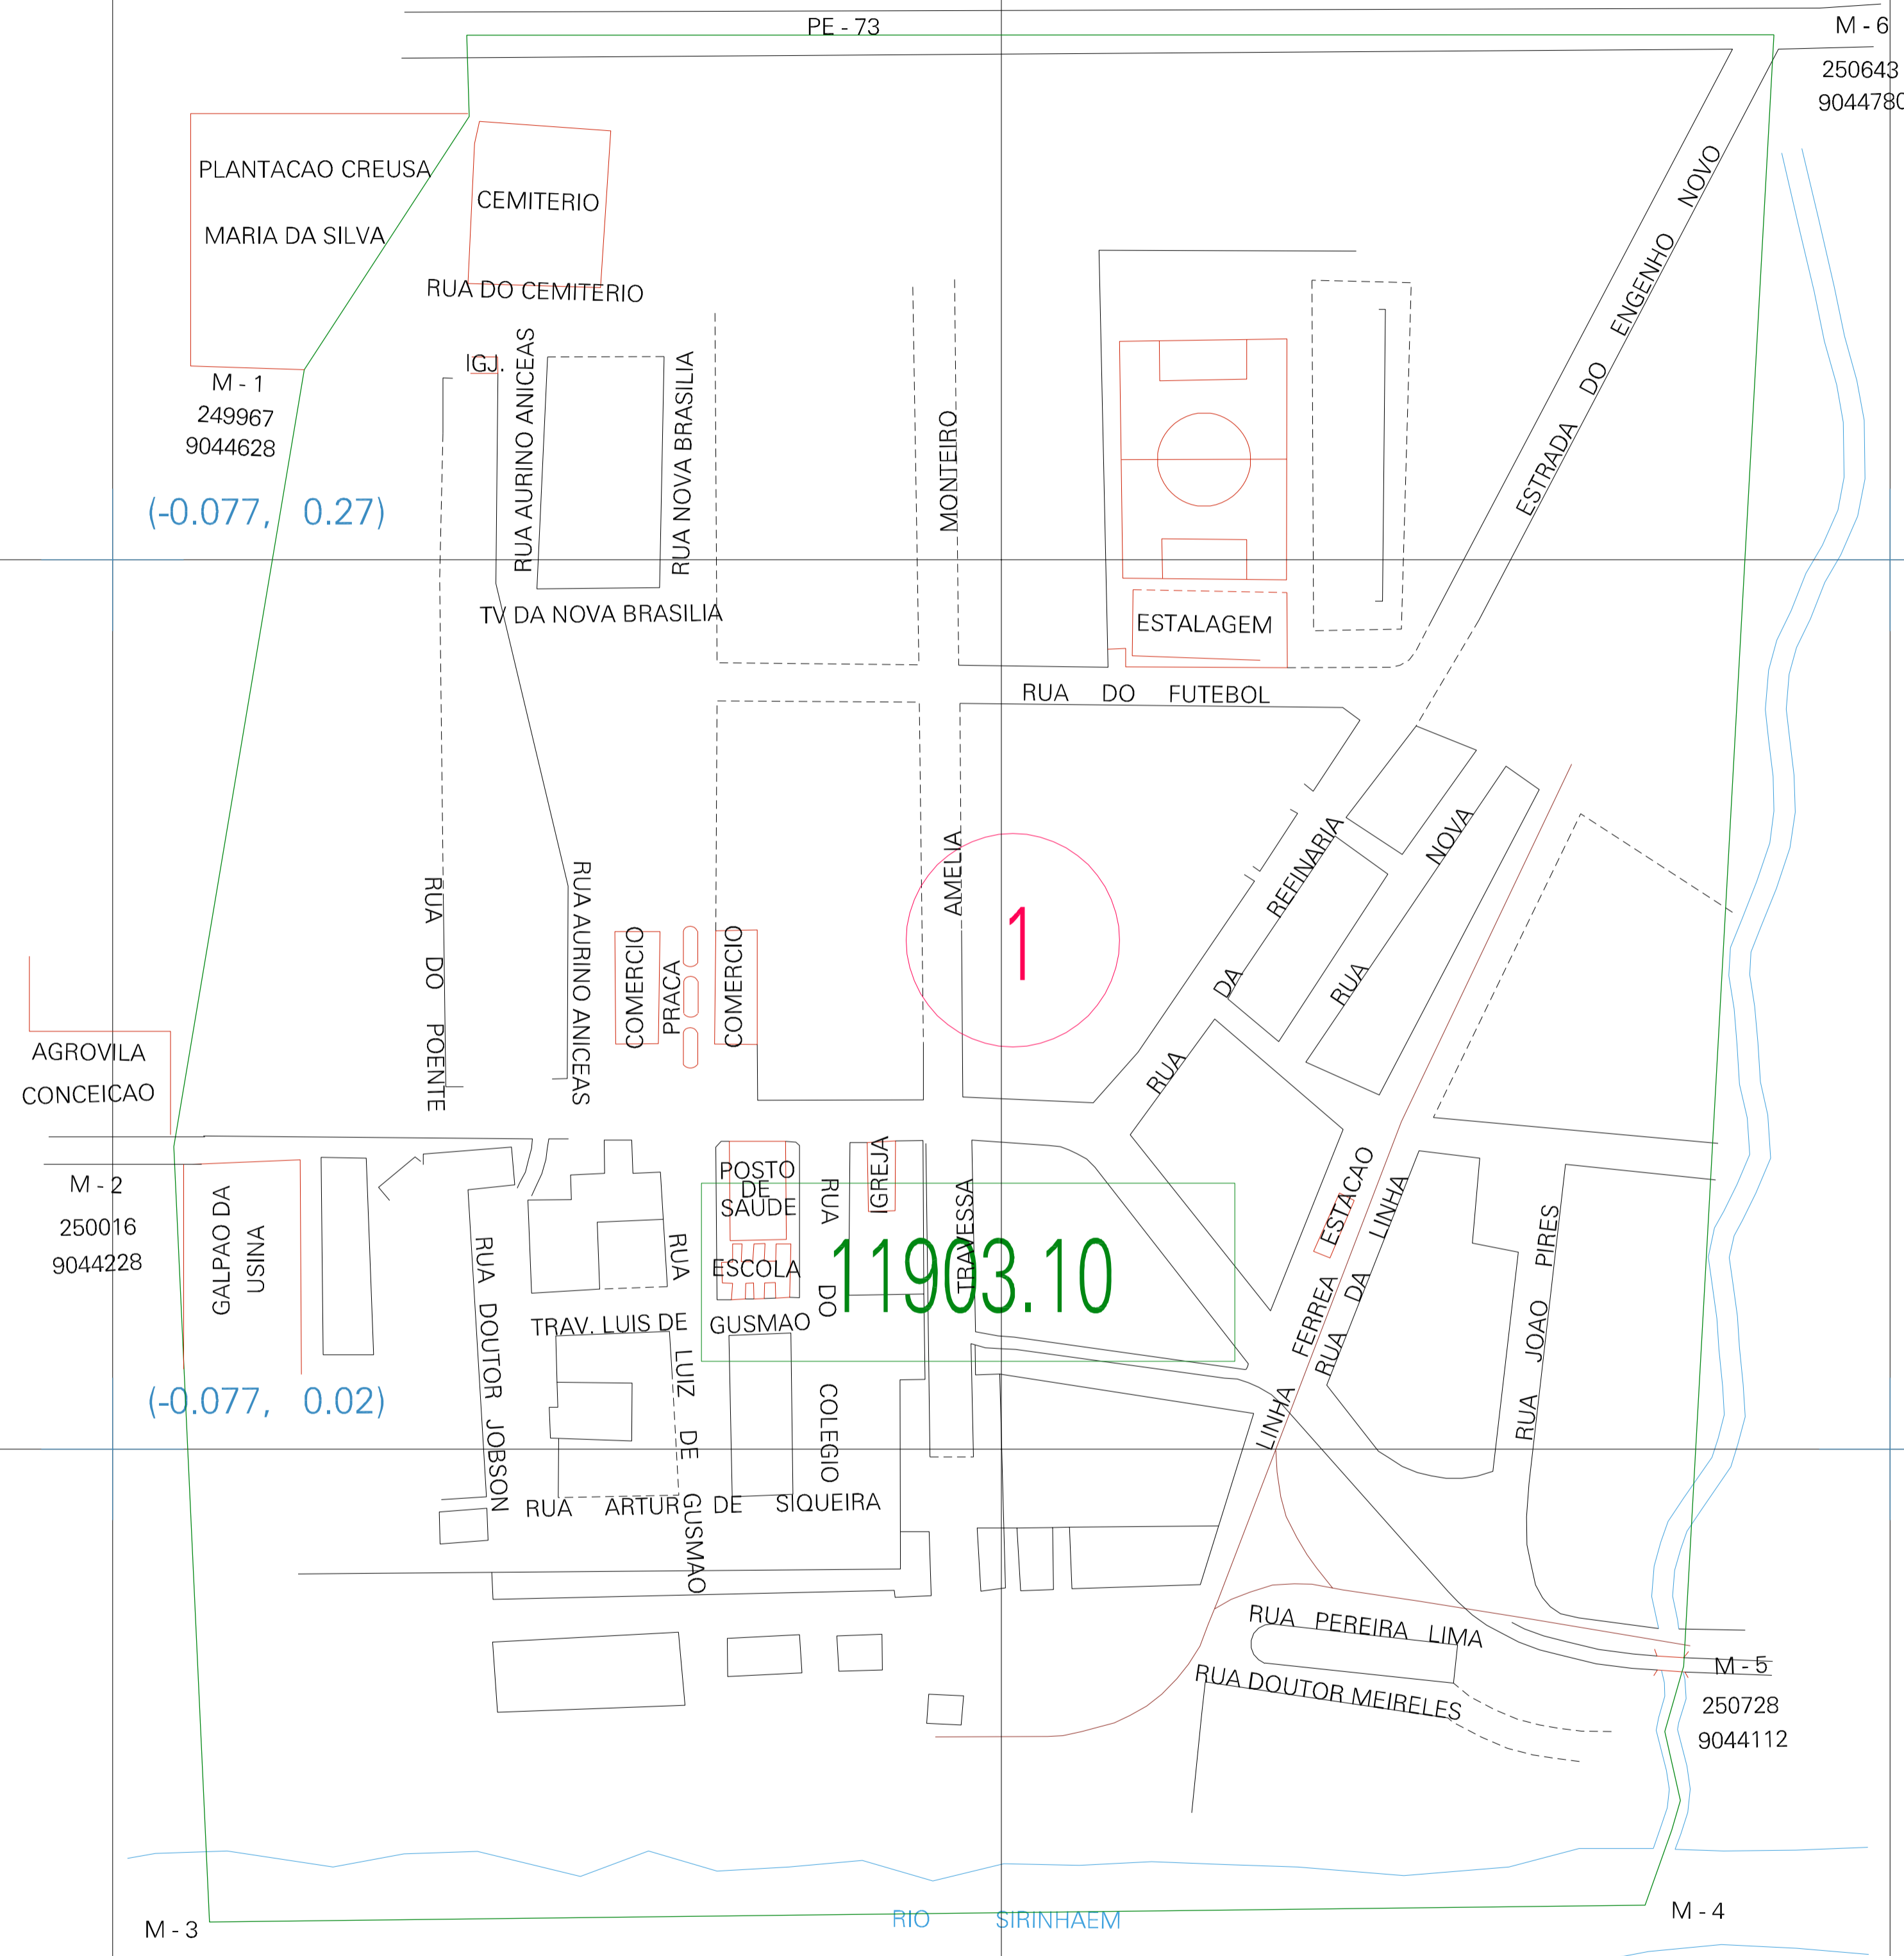 PE - 73
M - 6
250643
9044780
PLANTACAO CREUSA
MARIA DA SILVA
CEMITERIO
RUA DO CEMITERIO
IGJ.
M - 1
249967
9044628
(-0.077, 0.27)
RUA AURINO ANICEAS
RUA NOVA BRASILIA
TV DA NOVA BRASILIA
MONTEIRO
ESTALAGEM
RUA DO FUTEBOL
ESTRADA DO ENGENHO NOVO
RUA DO POENTE
RUA AURINO ANICEAS
COMERCIO
PRACA
COMERCIO
AMELIA
1
RUA DA REFINARIA
RUA NOVA
AGROVILA
CONCEICAO
M - 2
250016
9044228
GALPAO DA
USINA
(-0.077, 0.02)
RUA DOUTOR JOBSON
RUA LUIZ DE GUSMAO
TRAV. LUIS DE GUSMAO
POSTO
DE
SAUDE
ESCOLA
RUA DO COLEGIO
IGREJA
TRAVESSA
11903.10
ESTACAO
LINHA FERREA
RUA DA LINHA
RUA JOAO PIRES
RUA ARTUR DE SIQUEIRA
RUA PEREIRA LIMA
RUA DOUTOR MEIRELES
M - 5
250728
9044112
M - 3
RIO SIRINHAEM
M - 4